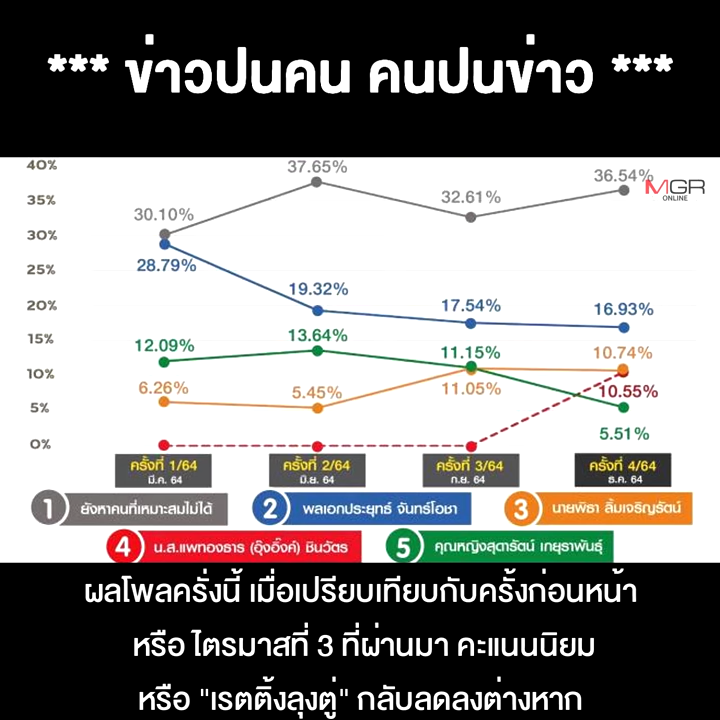 *** ข่าวปนคน คนปนข่าว ***
40%
37.65%
36.54%
MGR
ONLINE
35%
32.61%
30%
30.10%
28.79%
25%
20%
19.32%
17.54%
16.93%
15%
12.09%
13.64%
11.15%
10.74%
10%
6.26%
5.45%
11.05%
10.55%
5%
5.51%
0%
ครั้งที่ 1/64
มี.ค. 64
ครั้งที่ 2/64
มิ.ย. 64
ครั้งที่ 3/64
ก.ย. 64
ครั้งที่ 4/64
ธ.ค. 64
1 ยังหาคนที่เหมาะสมไม่ได้
2 พลเอกประยุทธ์ จันทร์โอชา
3 นายพิธา ลิ้มเจริญรัตน์
4 น.ส.แพทองธาร (อุ๊งอิ๊งค์) ชินวัตร
5 คุณหญิงสุดารัตน์ เกยุราพันธุ์
ผลโพลครั้งนี้ เมื่อเปรียบเทียบกับครั้งก่อนหน้า
หรือ ไตรมาสที่ 3 ที่ผ่านมา คะแนนนิยม
หรือ "เรตติ้งลุงตู่" กลับลดลงต่างหาก